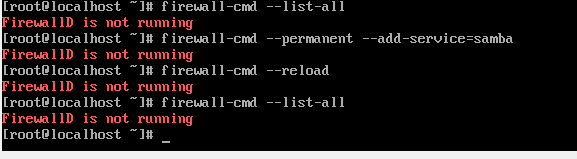 [root@localhost ~]# firewall-cmd --list-all
FirewallD is not running
[root@localhost ~]# firewall-cmd --permanent --add-service=samba
FirewallD is not running
[root@localhost ~]# firewall-cmd --reload
FirewallD is not running
[root@localhost ~]# firewall-cmd --list-all
FirewallD is not running
[root@localhost ~]# _